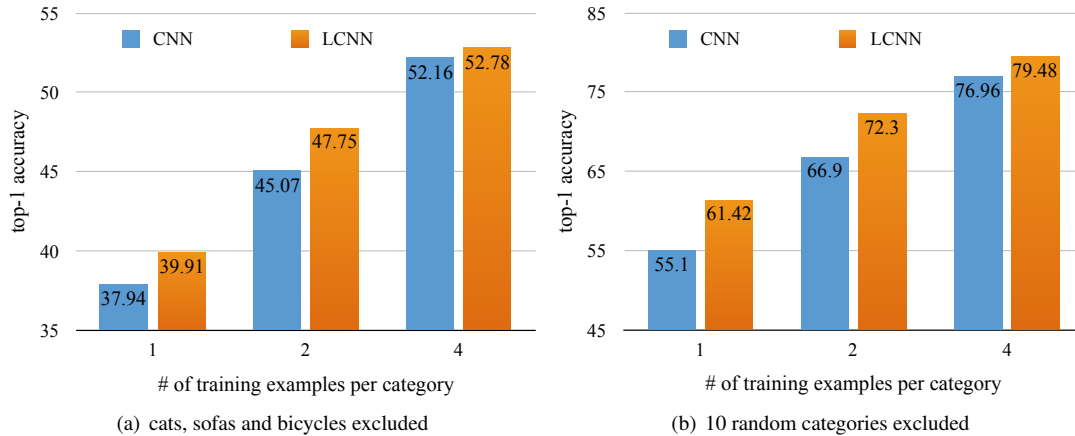 55
50
45
40
35
top-1 accuracy
CNN
LCNN
37.94
39.91
45.07
47.75
52.16
52.78
1
2
4
# of training examples per category
(a) cats, sofas and bicycles excluded
85
75
65
55
45
top-1 accuracy
CNN
LCNN
55.1
61.42
66.9
72.3
76.96
79.48
1
2
4
# of training examples per category
(b) 10 random categories excluded